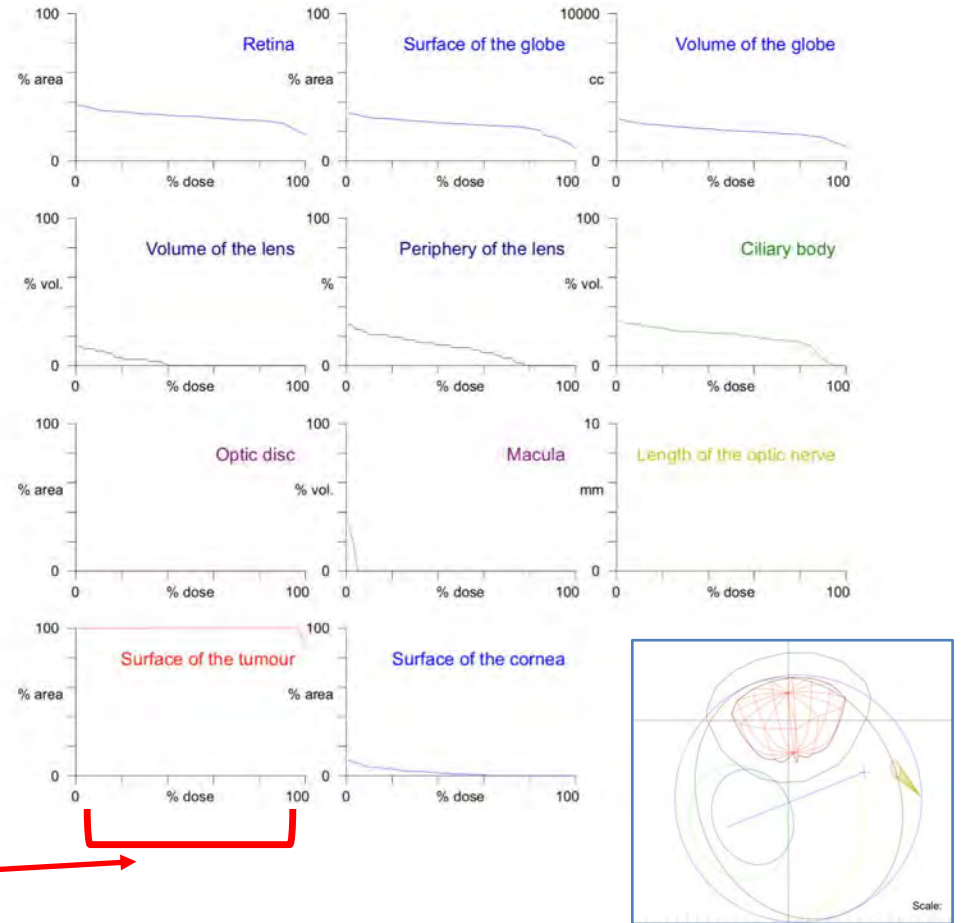 100
Retina
% area
0
0
% dose
100
100
Surface of the globe
% area
0
0
% dose
100
10000
Volume of the globe
cc
0
0
% dose
100
100
Volume of the lens
% vol.
0
0
% dose
100
100
Periphery of the lens
%
0
0
% dose
100
100
Ciliary body
% vol.
0
0
% dose
100
100
Optic disc
% area
0
0
% dose
100
100
Macula
% vol.
0
0
% dose
100
10
Length of the optic nerve
mm
0
0
% dose
100
100
Surface of the tumour
% area
0
0
% dose
100
100
Surface of the cornea
% area
0
0
% dose
100
Scale: